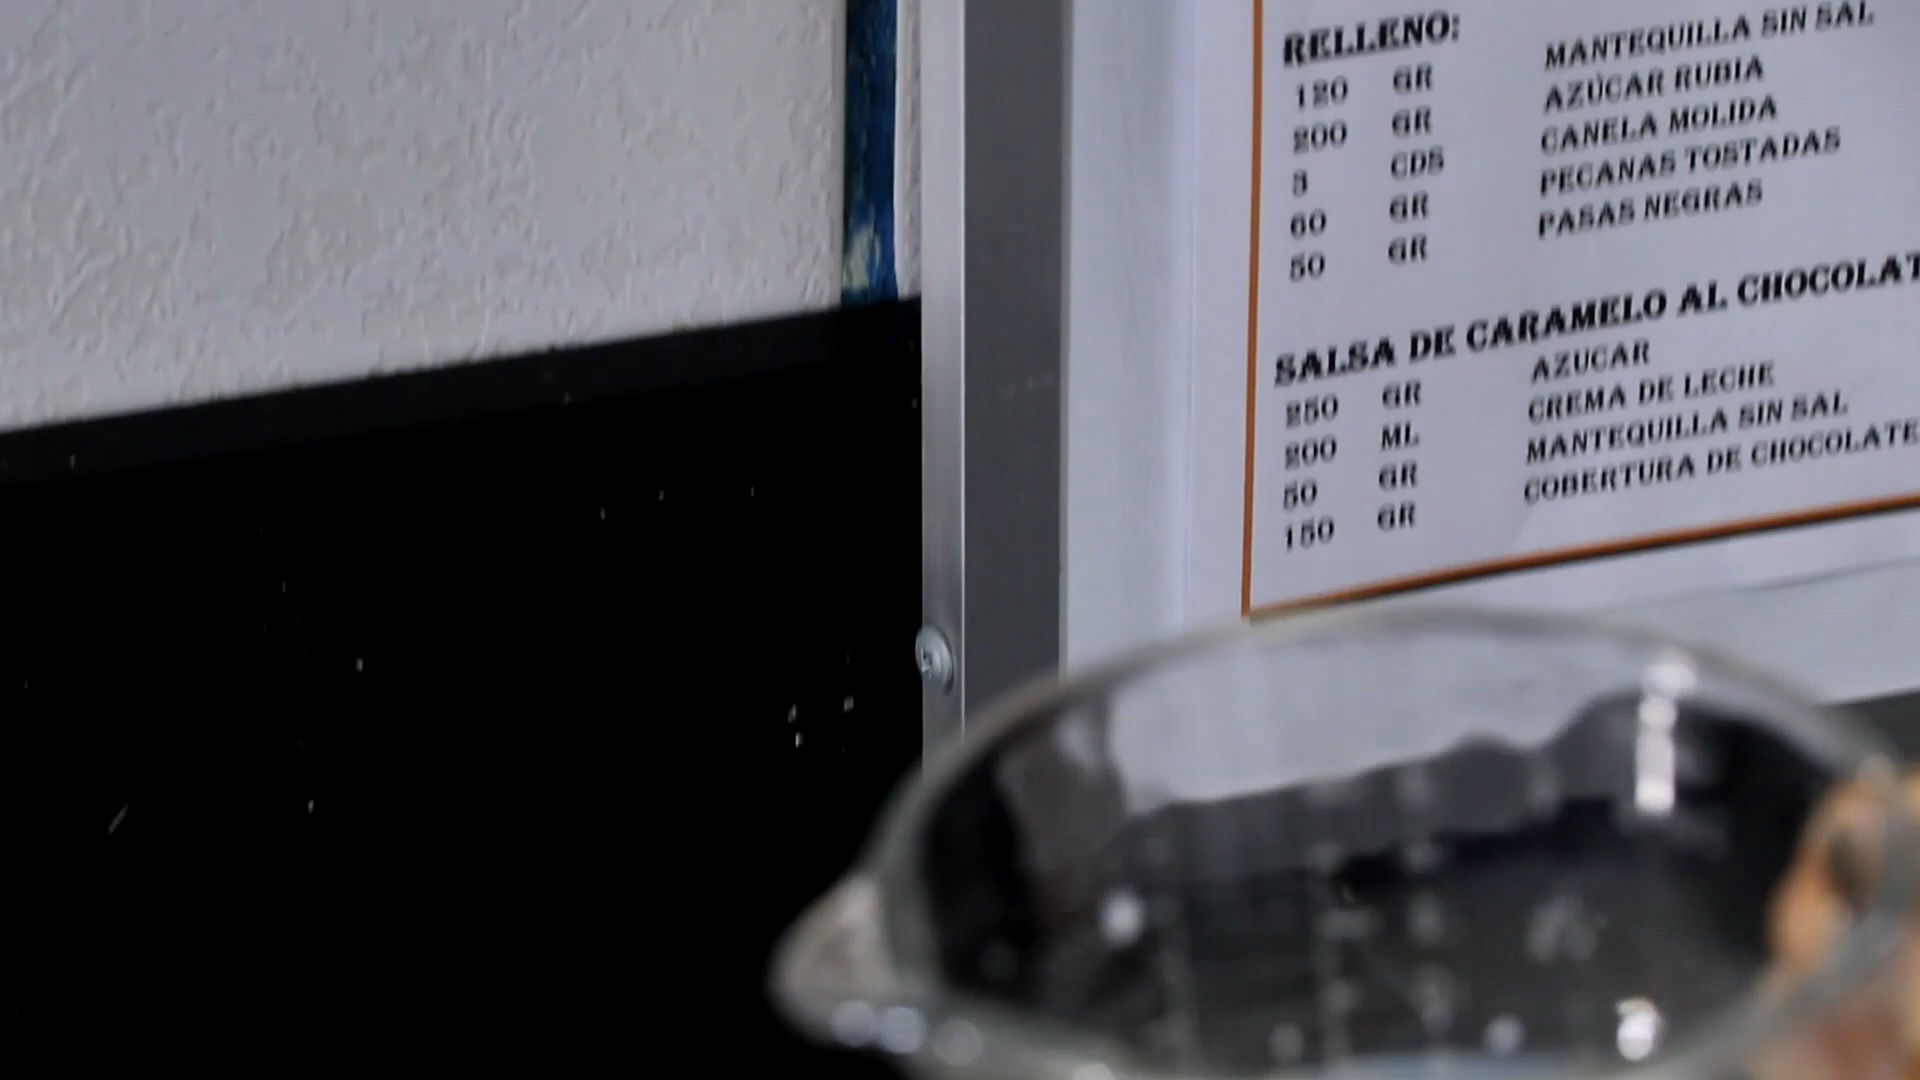 RELLENO:
120 GR MANTEQUILLA SIN SAL
200 GR AZÚCAR RUBIA
3 CDS CANELA MOLIDA
60 GR PECANAS TOSTADAS
50 GR PASAS NEGRAS
SALSA DE CARAMELO AL CHOCOLAT
250 GR AZUCAR
200 ML CREMA DE LECHE
50 GR MANTEQUILLA SIN SAL
150 GR COBERTURA DE CHOCOLATE